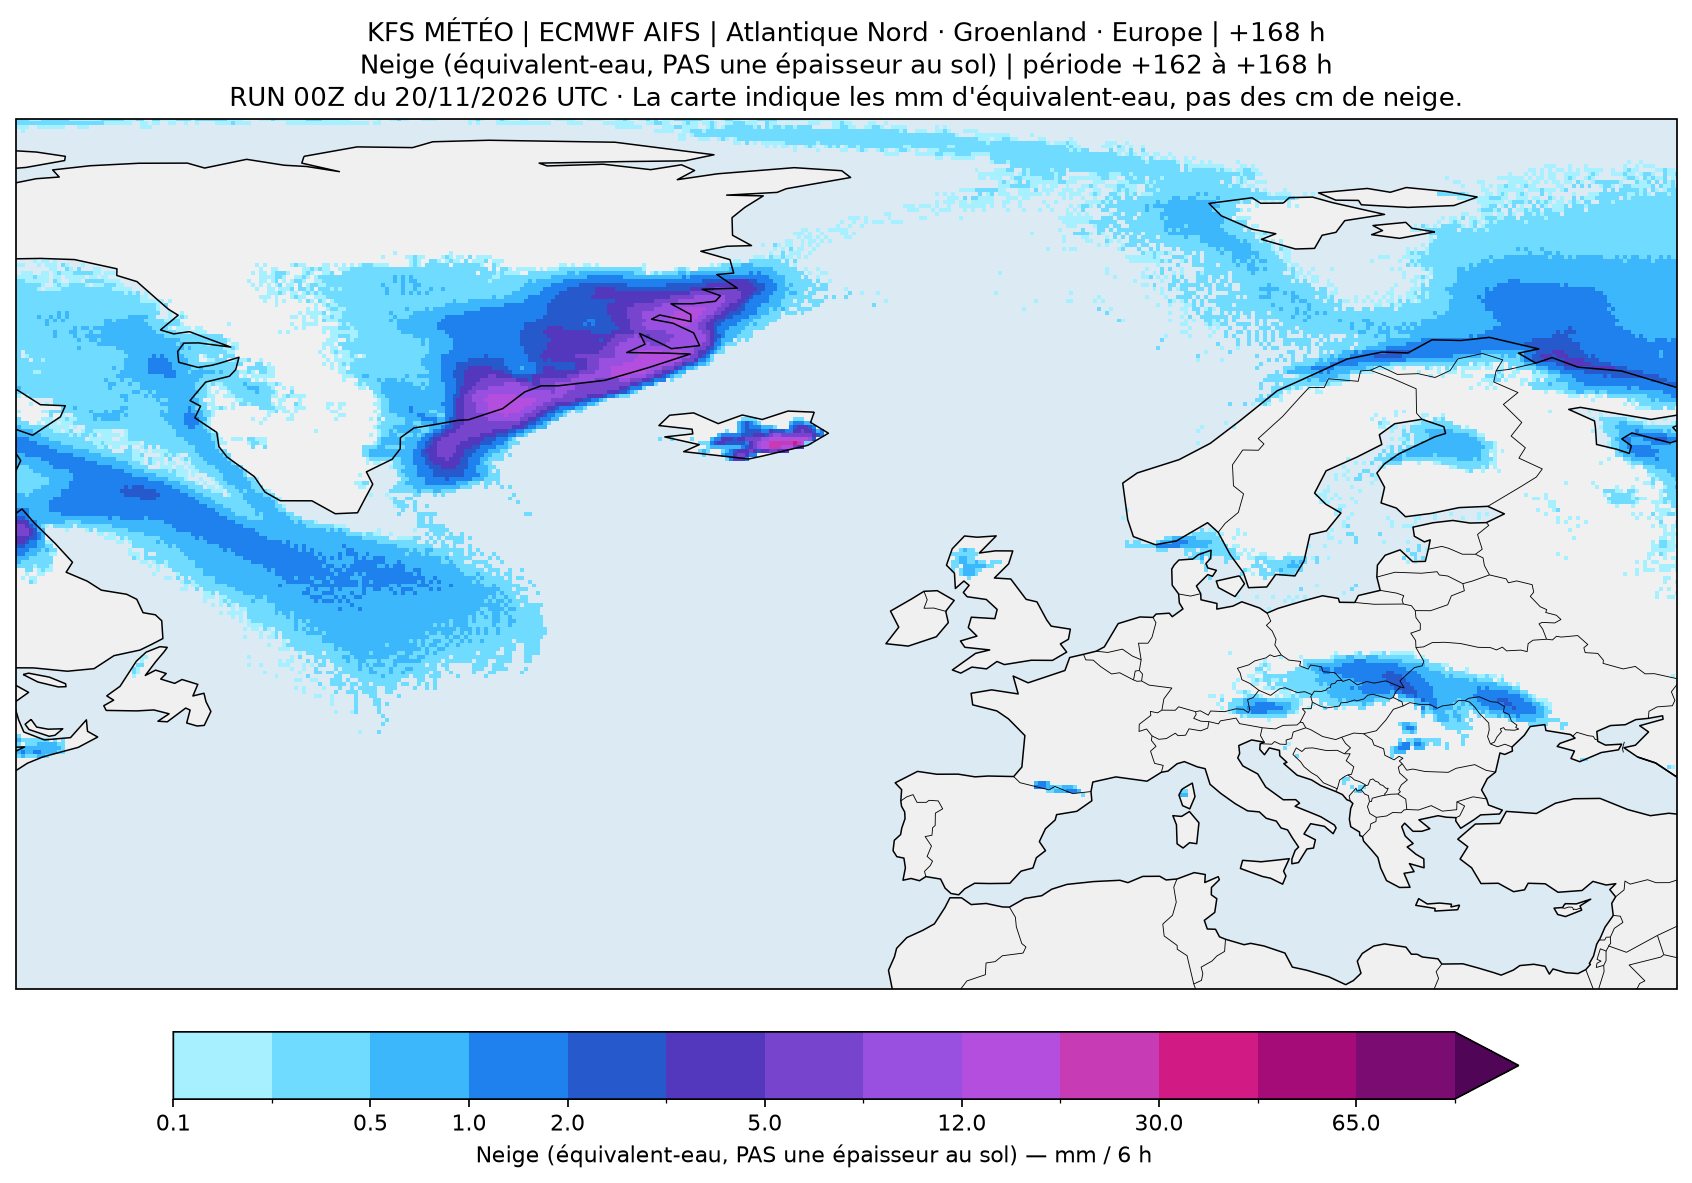 KFS MÉTÉO | ECMWF AIFS | Atlantique Nord · Groenland · Europe | +168 h
Neige (équivalent-eau, PAS une épaisseur au sol) | période +162 à +168 h
RUN 00Z du 20/11/2026 UTC · La carte indique les mm d'équivalent-eau, pas des cm de neige.
0.1 0.5 1.0 2.0 5.0 12.0 30.0 65.0
Neige (équivalent-eau, PAS une épaisseur au sol) — mm / 6 h